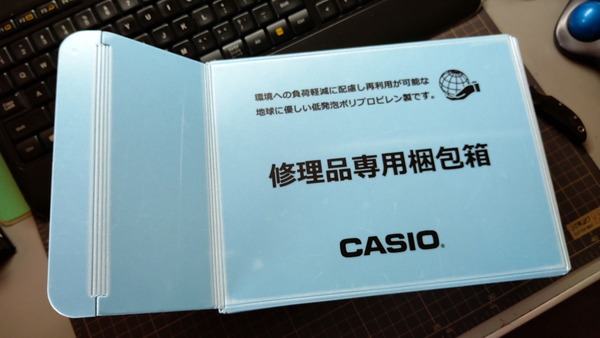 環境への負荷軽減に配慮し再利用が可能な
地球に優しい低発泡ポリプロピレン製です。
修理品専用梱包箱
CASIO®